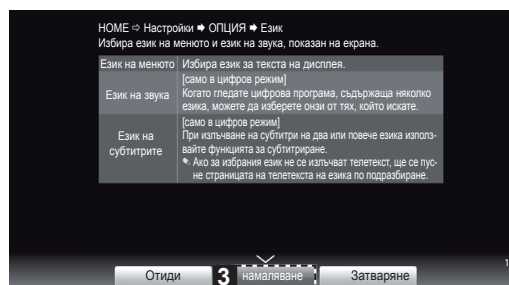 HOME ⇨ Настройки ➡ ОПЦИЯ ➡ Език
Избира език на менюто и език на звука, показан на екрана.
Език на менюто Избира език за текста на дисплея.
Език на звука
[само в цифров режим]
Когато гледате цифрова програма, съдържаща няколко
езика, можете да изберете онзи от тях, който искате.
Език на
субтитрите
[само в цифров режим]
При излъчване на субтитри на два или повече езика използ-
вайте функцията за субтитриране.
✎ Ако за избрания език не се излъчват телетекст, ще се пус-
не страницата на телетекста на езика по подразбиране.
1
Отиди 3 намаляване Затваряне